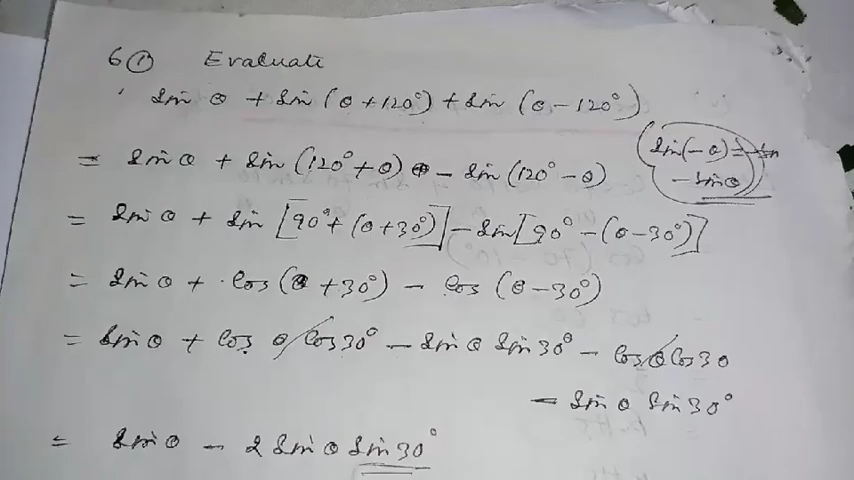 6 ① Evaluate
sin θ + sin (θ + 120°) + sin (θ - 120°)
= sin θ + sin (120° + θ) - sin (120° - θ)
(sin(-θ) =
- sin θ)
= sin θ + sin [90° + (θ + 30°)] - sin [90° - (θ - 30°)]
= sin θ + cos (θ + 30°) - cos (θ - 30°)
= sin θ + cos θ cos 30° - sin θ sin 30° - cos θ cos 30
- sin θ sin 30°
= sin θ - 2 sin θ sin 30°